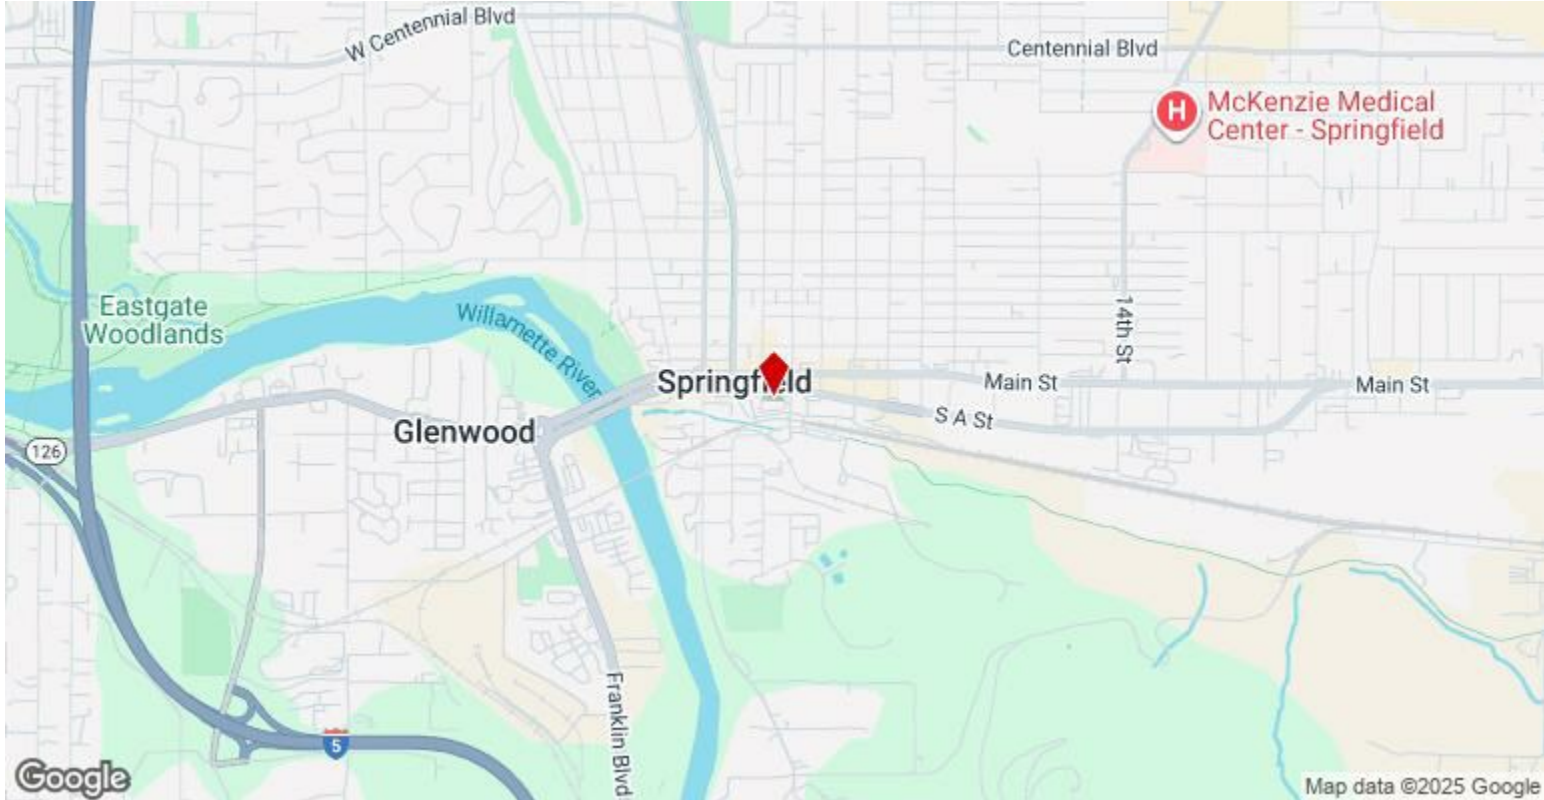 W Centennial Blvd
Centennial Blvd
H
McKenzie Medical
Center - Springfield
Eastgate
Woodlands
Willamette River
14th St
Springfield
Main St
Main St
S A St
Glenwood
126
Franklin Blvd
5
Google
Map data ©2025 Google